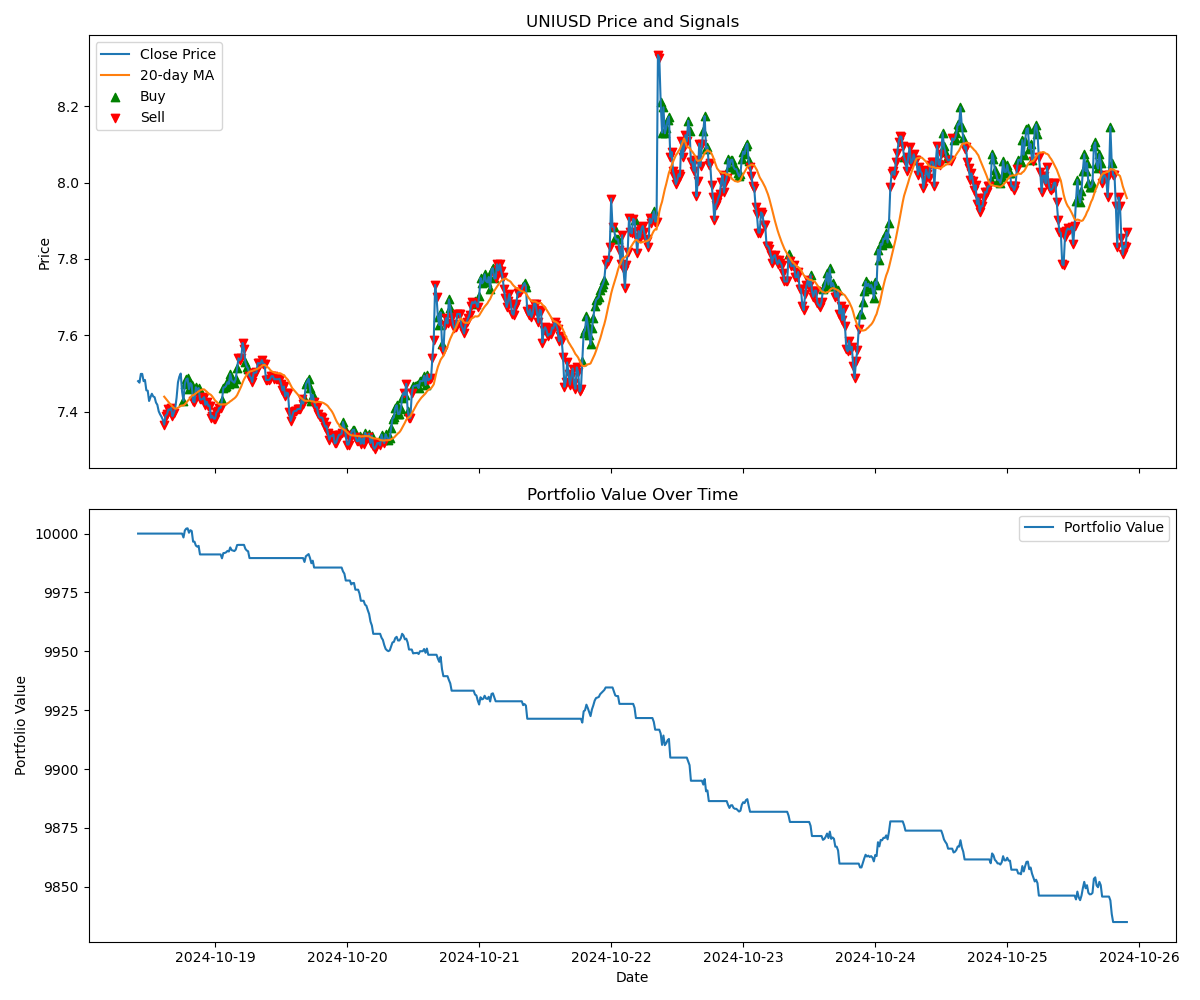 UNIUSD Price and Signals
Close Price
20-day MA
Buy
Sell
8.2
8.0
7.8
7.6
7.4
Price
Portfolio Value Over Time
Portfolio Value
10000
9975
9950
9925
9900
9875
9850
Portfolio Value
2024-10-19
2024-10-20
2024-10-21
2024-10-22
2024-10-23
2024-10-24
2024-10-25
2024-10-26
Date